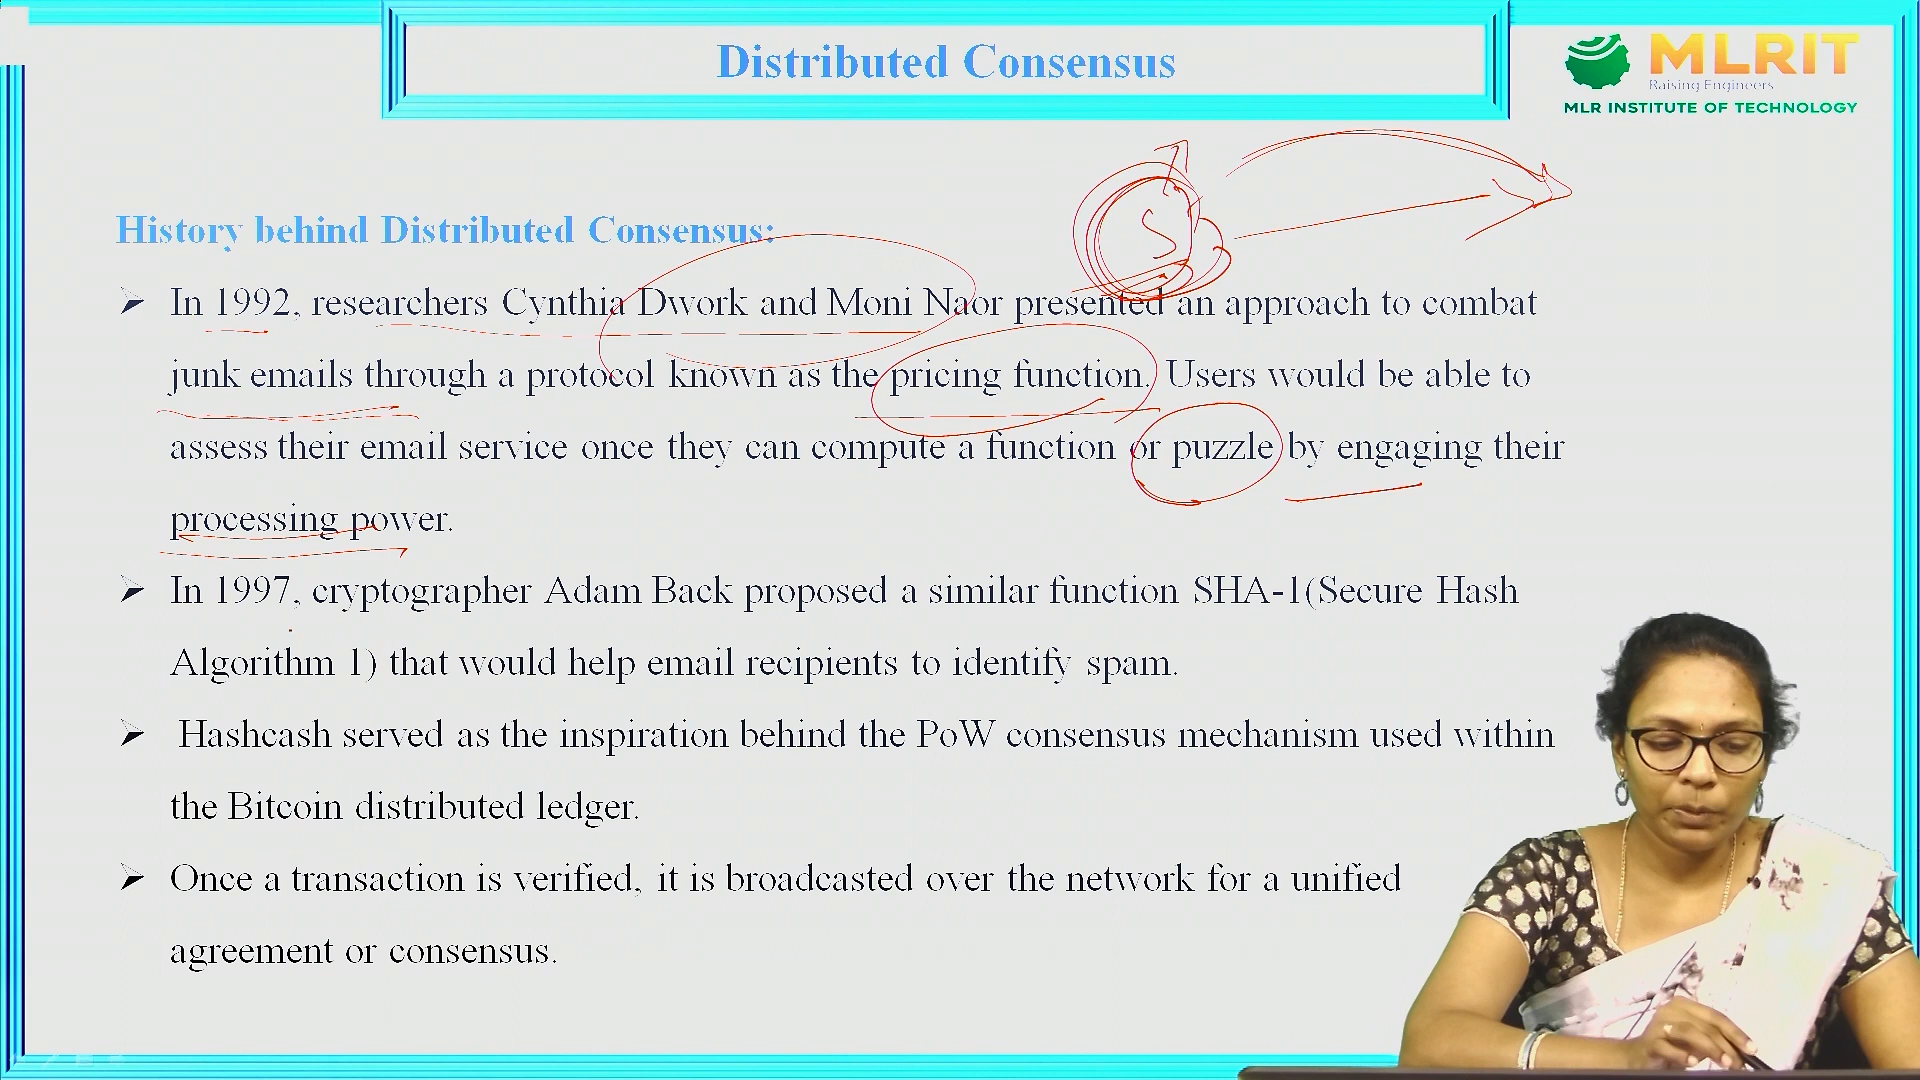 Distributed Consensus
MLRIT
Raising Engineers
MLR INSTITUTE OF TECHNOLOGY
History behind Distributed Consensus:
➢ In 1992, researchers Cynthia Dwork and Moni Naor presented an approach to combat
junk emails through a protocol known as the pricing function. Users would be able to
assess their email service once they can compute a function or puzzle by engaging their
processing power.
➢ In 1997, cryptographer Adam Back proposed a similar function SHA-1(Secure Hash
Algorithm 1) that would help email recipients to identify spam.
➢ Hashcash served as the inspiration behind the PoW consensus mechanism used within
the Bitcoin distributed ledger.
➢ Once a transaction is verified, it is broadcasted over the network for a unified
agreement or consensus.
S